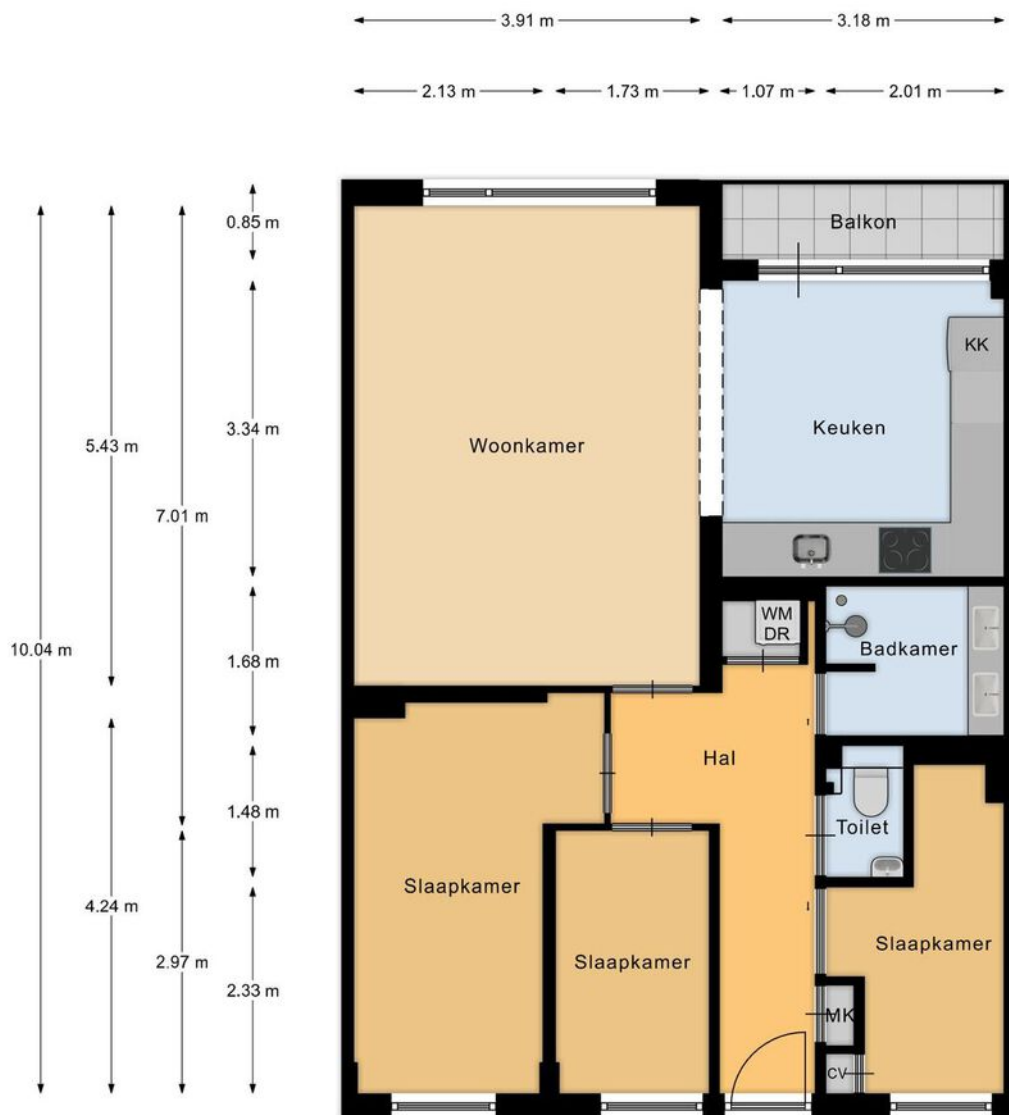 3.91 m
3.18 m
2.13 m
1.73 m
1.07 m
2.01 m
0.85 m
Balkon
KK
3.34 m
Keuken
5.43 m
Woonkamer
7.01 m
WM
DR
10.04 m
1.68 m
Badkamer
Hal
1.48 m
Toilet
Slaapkamer
4.24 m
Slaapkamer
2.97 m
Slaapkamer
2.33 m
MK
CV